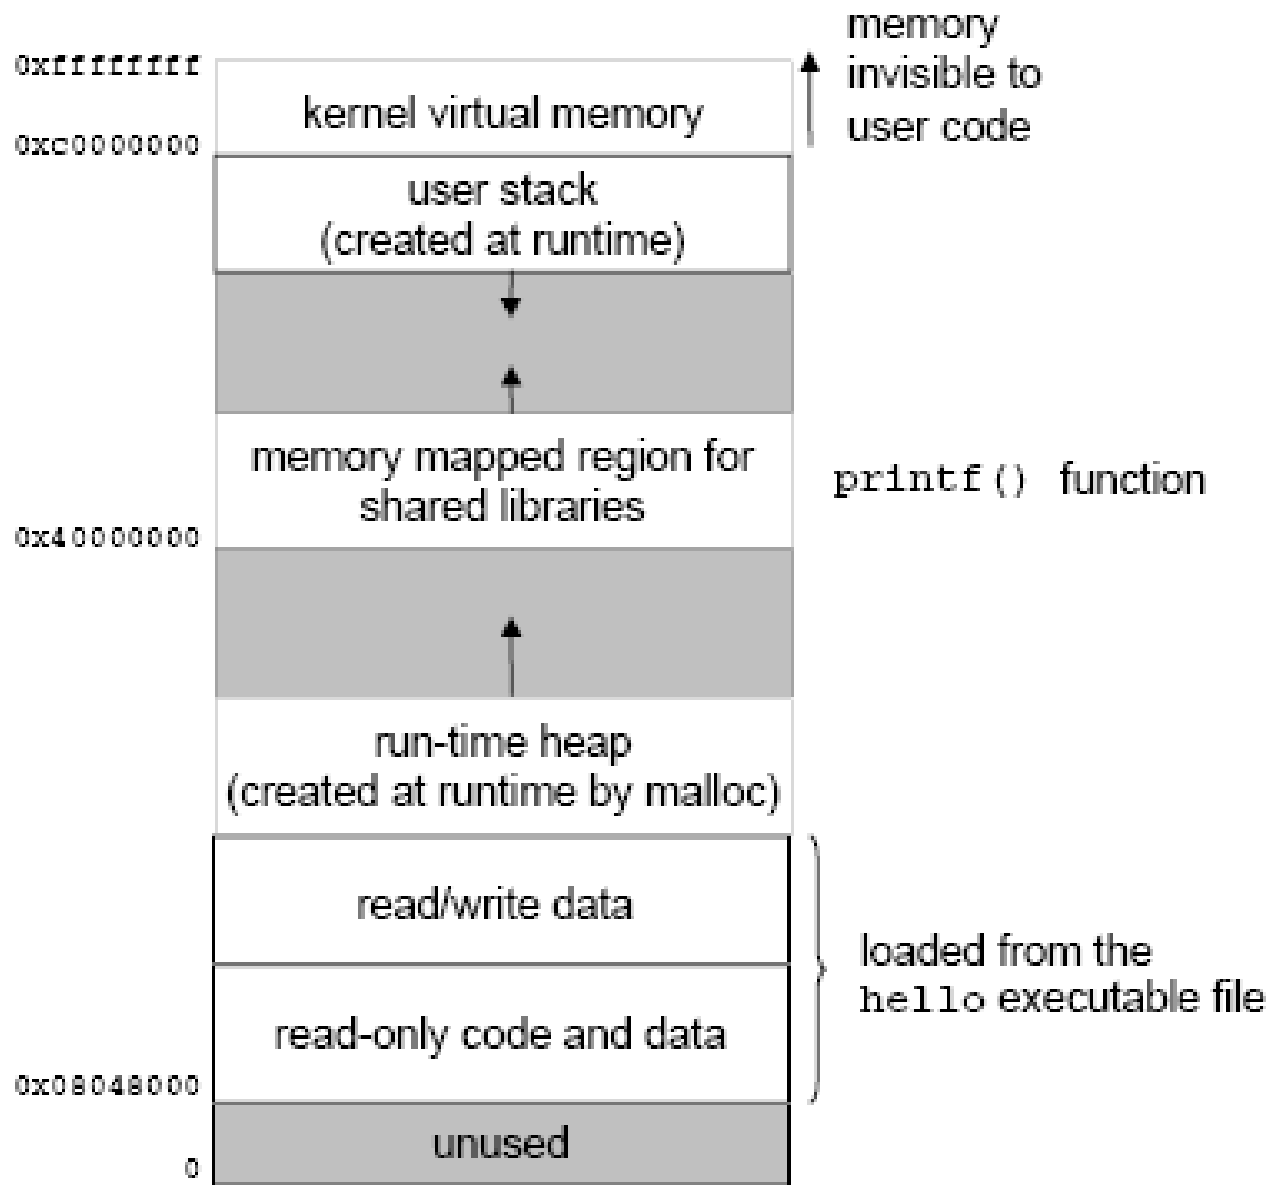 memory
0xffffffff
invisible to
kernel virtual memory
user code
0xc0000000
user stack
(created at runtime)
memory mapped region for
shared libraries
printf() function
0x40000000
run-time heap
(created at runtime by malloc)
read/write data
loaded from the
hello executable file
read-only code and data
0x08048000
unused
0